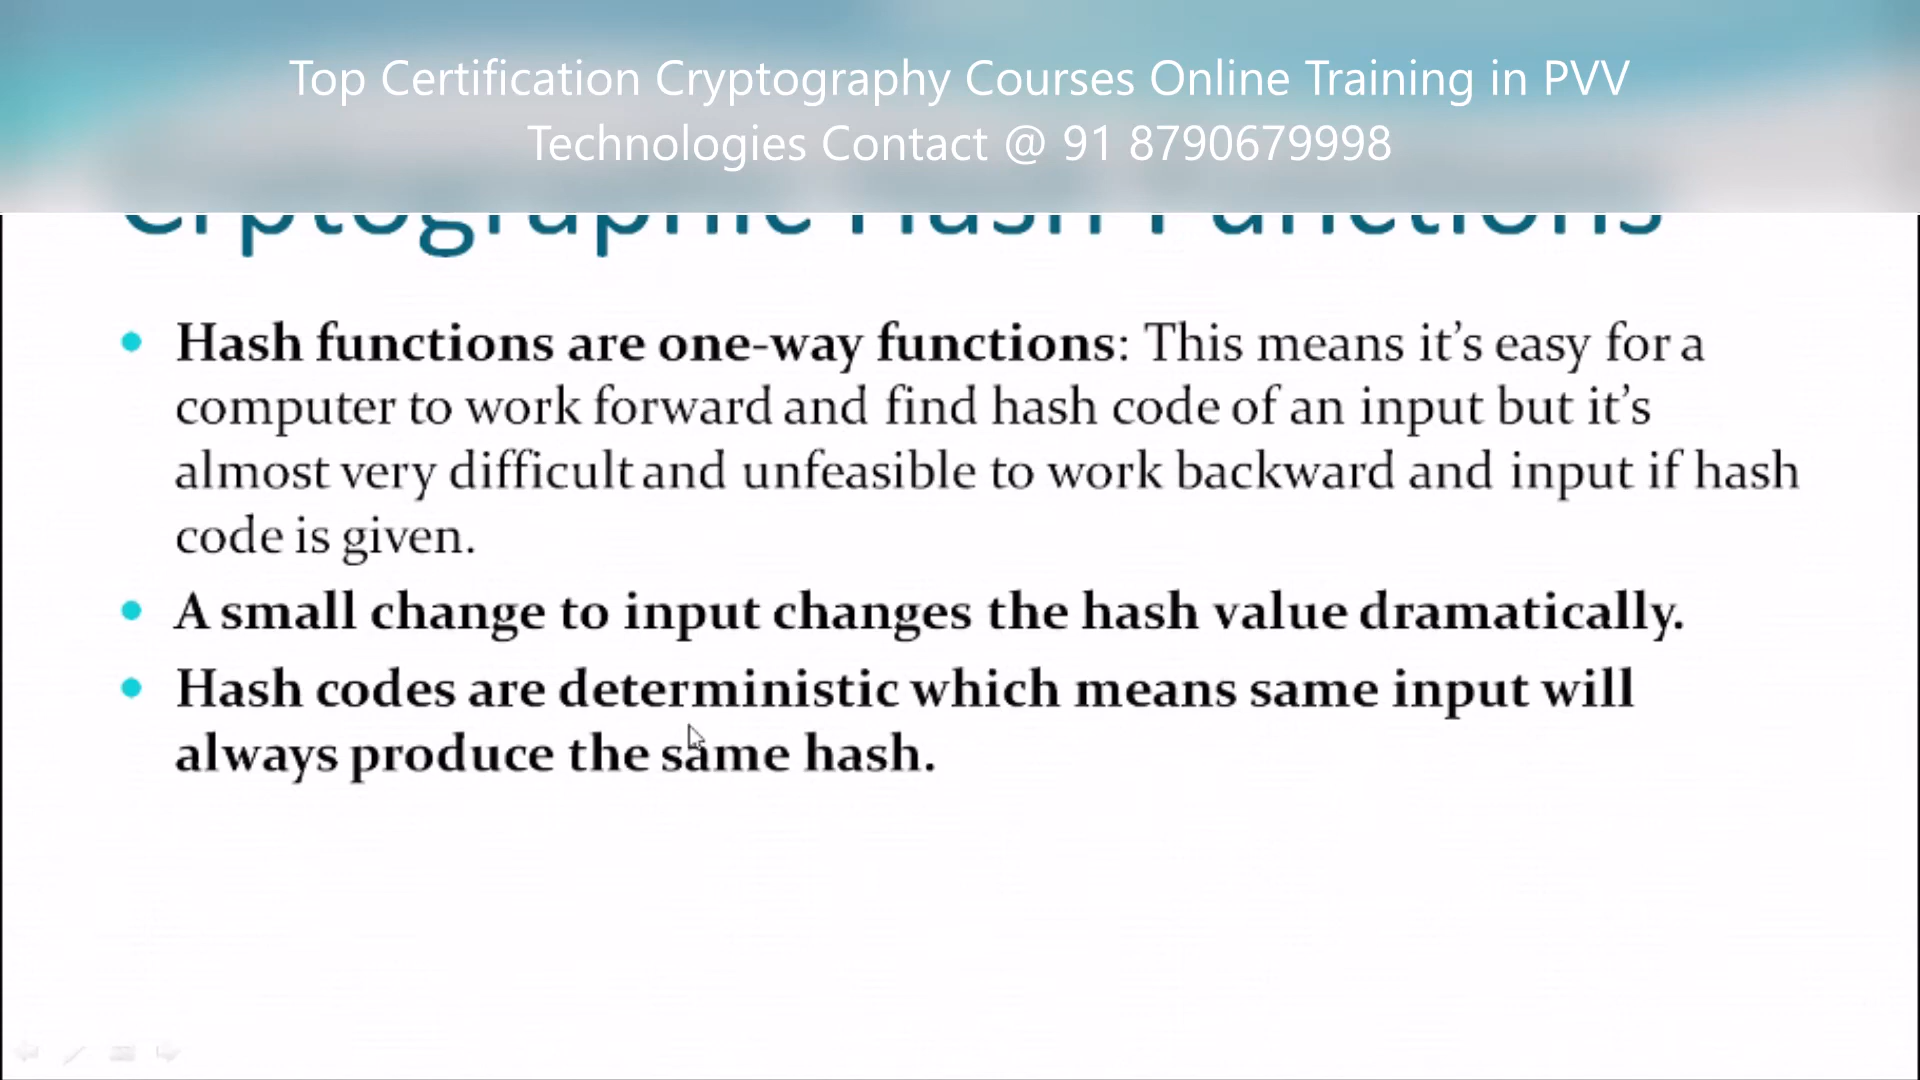 Top Certification Cryptography Courses Online Training in PVV
Technologies Contact @ 91 8790679998
Crptographic Hash Functions
Hash functions are one-way functions: This means it’s easy for a
computer to work forward and find hash code of an input but it’s
almost very difficult and unfeasible to work backward and input if hash
code is given.
A small change to input changes the hash value dramatically.
Hash codes are deterministic which means same input will
always produce the same hash.